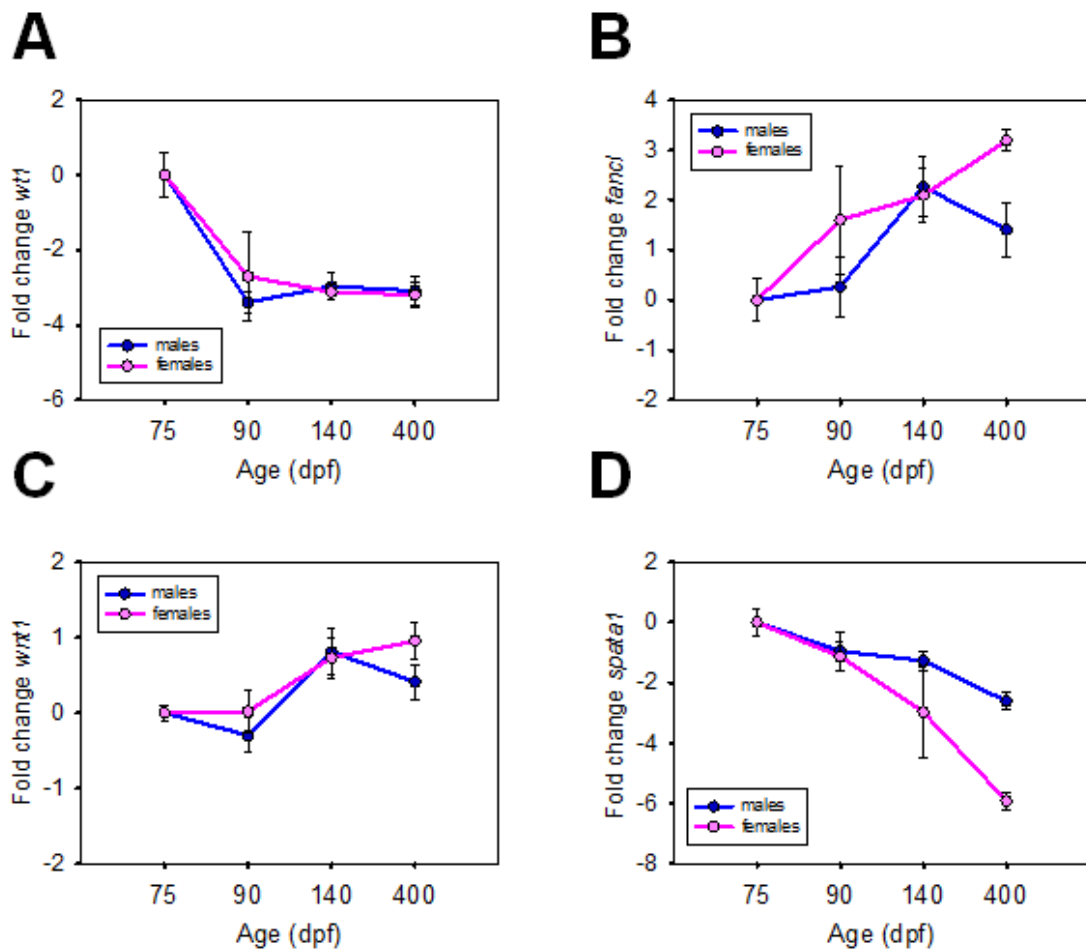 A
Fold change wt1
2
0
-2
-4
-6
males
females
75 90 140 400
Age (dpf)
B
Fold change fancl
4
3
2
1
0
-1
-2
males
females
75 90 140 400
Age (dpf)
C
Fold change wnt1
2
1
0
-1
-2
males
females
75 90 140 400
Age (dpf)
D
Fold change spata1
2
0
-2
-4
-6
-8
males
females
75 90 140 400
Age (dpf)